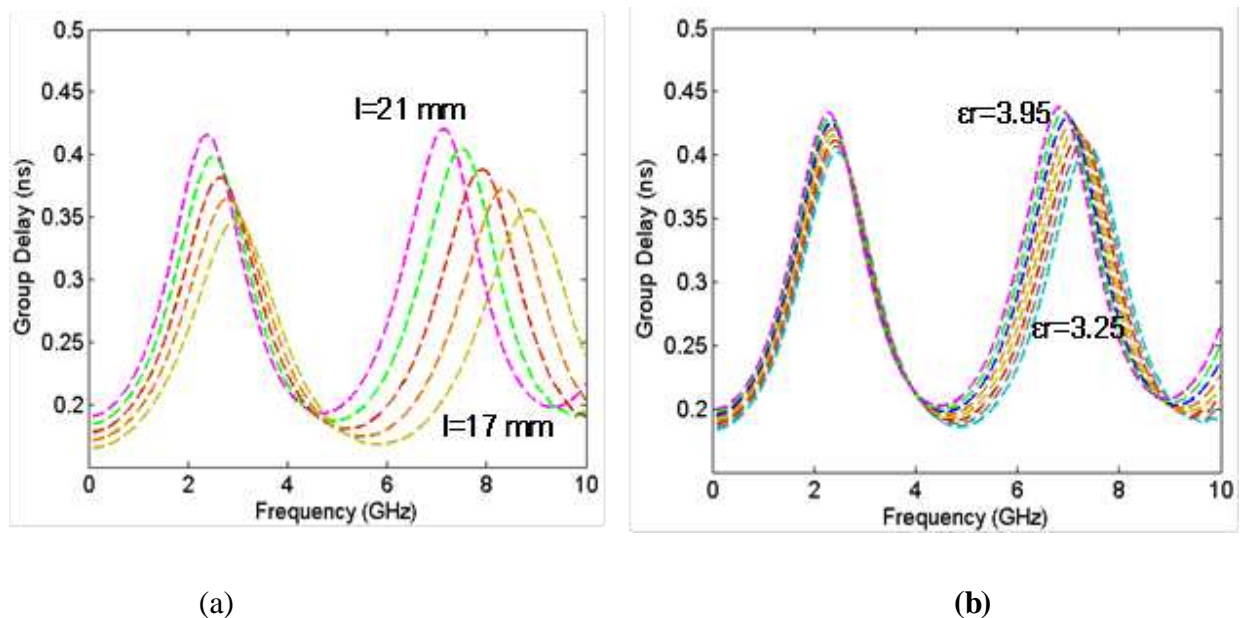 0.5
0.45
0.4
0.35
0.3
0.25
0.2
0 2 4 6 8 10
Group Delay (ns)
Frequency (GHz)
l=21 mm
l=17 mm
(a)
0.5
0.45
0.4
0.35
0.3
0.25
0.2
0 2 4 6 8 10
Group Delay (ns)
Frequency (GHz)
εr=3.95
εr=3.25
(b)